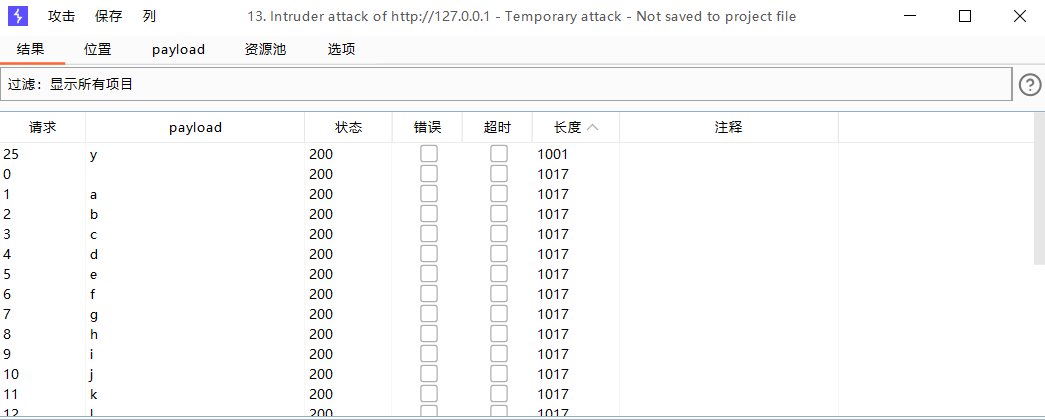 攻击 保存 列 13. Intruder attack of http://127.0.0.1 - Temporary attack - Not saved to project file
结果 位置 payload 资源池 选项
过滤：显示所有项目
请求 payload 状态 错误 超时 长度 注释
25 y 200 1001
0 200 1017
1 a 200 1017
2 b 200 1017
3 c 200 1017
4 d 200 1017
5 e 200 1017
6 f 200 1017
7 g 200 1017
8 h 200 1017
9 i 200 1017
10 j 200 1017
11 k 200 1017
12 l 200 1017